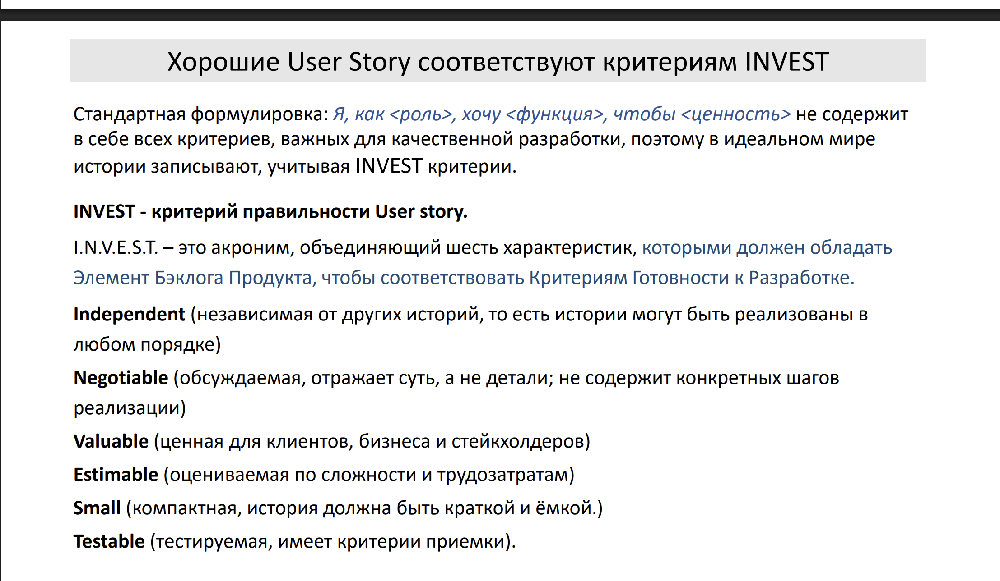 Хорошие User Story соответствуют критериям INVEST
Стандартная формулировка: Я, как <роль>, хочу <функция>, чтобы <ценность> не содержит
в себе всех критериев, важных для качественной разработки, поэтому в идеальном мире
истории записывают, учитывая INVEST критерии.
INVEST - критерий правильности User story.
I.N.V.E.S.T. – это акроним, объединяющий шесть характеристик, которыми должен обладать
Элемент Бэклога Продукта, чтобы соответствовать Критериям Готовности к Разработке.
Independent (независимая от других историй, то есть истории могут быть реализованы в
любом порядке)
Negotiable (обсуждаемая, отражает суть, а не детали; не содержит конкретных шагов
реализации)
Valuable (ценная для клиентов, бизнеса и стейкхолдеров)
Estimable (оцениваемая по сложности и трудозатратам)
Small (компактная, история должна быть краткой и ёмкой.)
Testable (тестируемая, имеет критерии приемки).